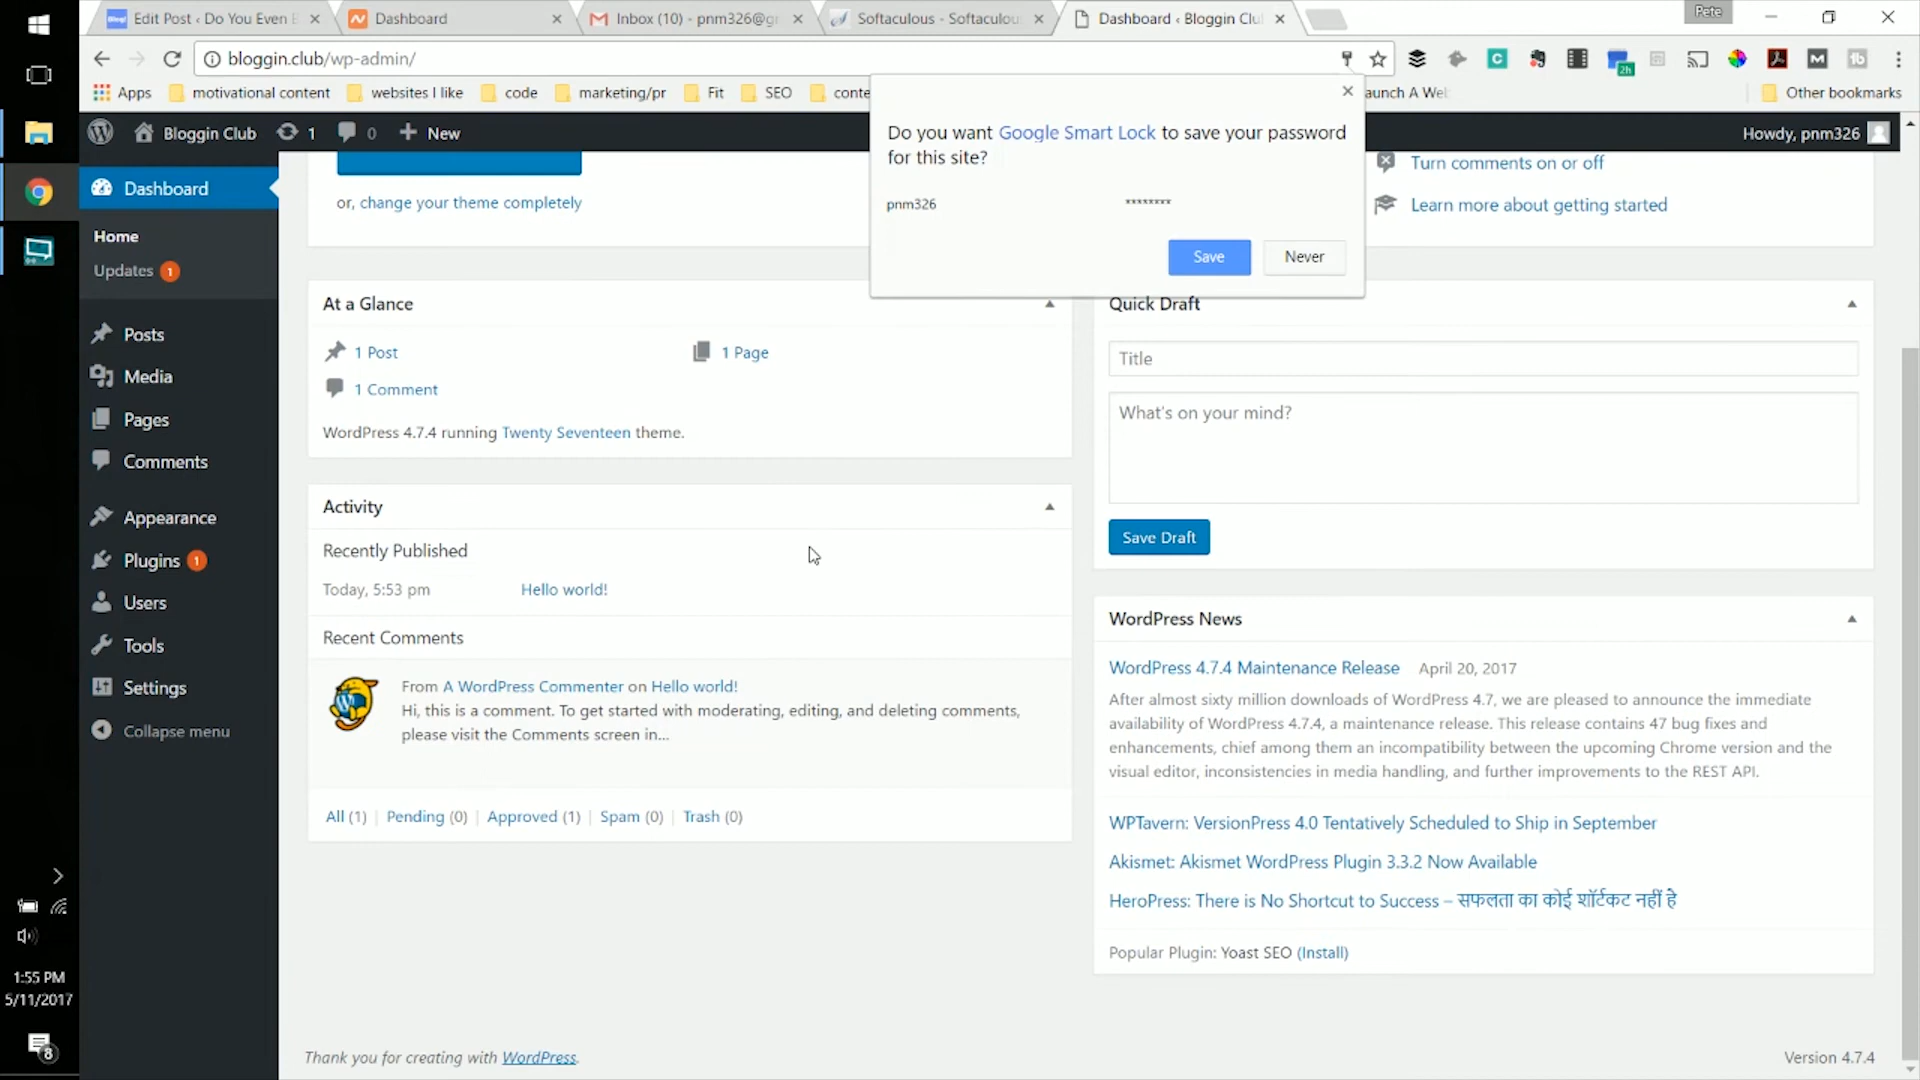 Edit Post ‹ Do You Even
Dashboard
Inbox (10) - pnm326@g
Softaculous - Softaculou
Dashboard ‹ Bloggin Clu
Pete
bloggin.club/wp-admin/
2h
Apps
motivational content
websites I like
code
marketing/pr
Fit
SEO
conte
aunch A We
Other bookmarks
Bloggin Club
1
0
New
Howdy, pnm326
Do you want Google Smart Lock to save your password
for this site?
pnm326
********
Save
Never
Dashboard
Home
Updates 1
Posts
Media
Pages
Comments
Appearance
Plugins 1
Users
Tools
Settings
Collapse menu
or, change your theme completely
Turn comments on or off
Learn more about getting started
At a Glance
1 Post
1 Page
1 Comment
WordPress 4.7.4 running Twenty Seventeen theme.
Activity
Recently Published
Today, 5:53 pm
Hello world!
Recent Comments
From A WordPress Commenter on Hello world!
Hi, this is a comment. To get started with moderating, editing, and deleting comments,
please visit the Comments screen in...
All (1) | Pending (0) | Approved (1) | Spam (0) | Trash (0)
Quick Draft
Title
What's on your mind?
Save Draft
WordPress News
WordPress 4.7.4 Maintenance Release April 20, 2017
After almost sixty million downloads of WordPress 4.7, we are pleased to announce the immediate
availability of WordPress 4.7.4, a maintenance release. This release contains 47 bug fixes and
enhancements, chief among them an incompatibility between the upcoming Chrome version and the
visual editor, inconsistencies in media handling, and further improvements to the REST API.
WPTavern: VersionPress 4.0 Tentatively Scheduled to Ship in September
Akismet: Akismet WordPress Plugin 3.3.2 Now Available
HeroPress: There is No Shortcut to Success – सफलता का कोई शॉर्टकट नहीं है
Popular Plugin: Yoast SEO (Install)
Thank you for creating with WordPress.
Version 4.7.4
1:55 PM
5/11/2017
8